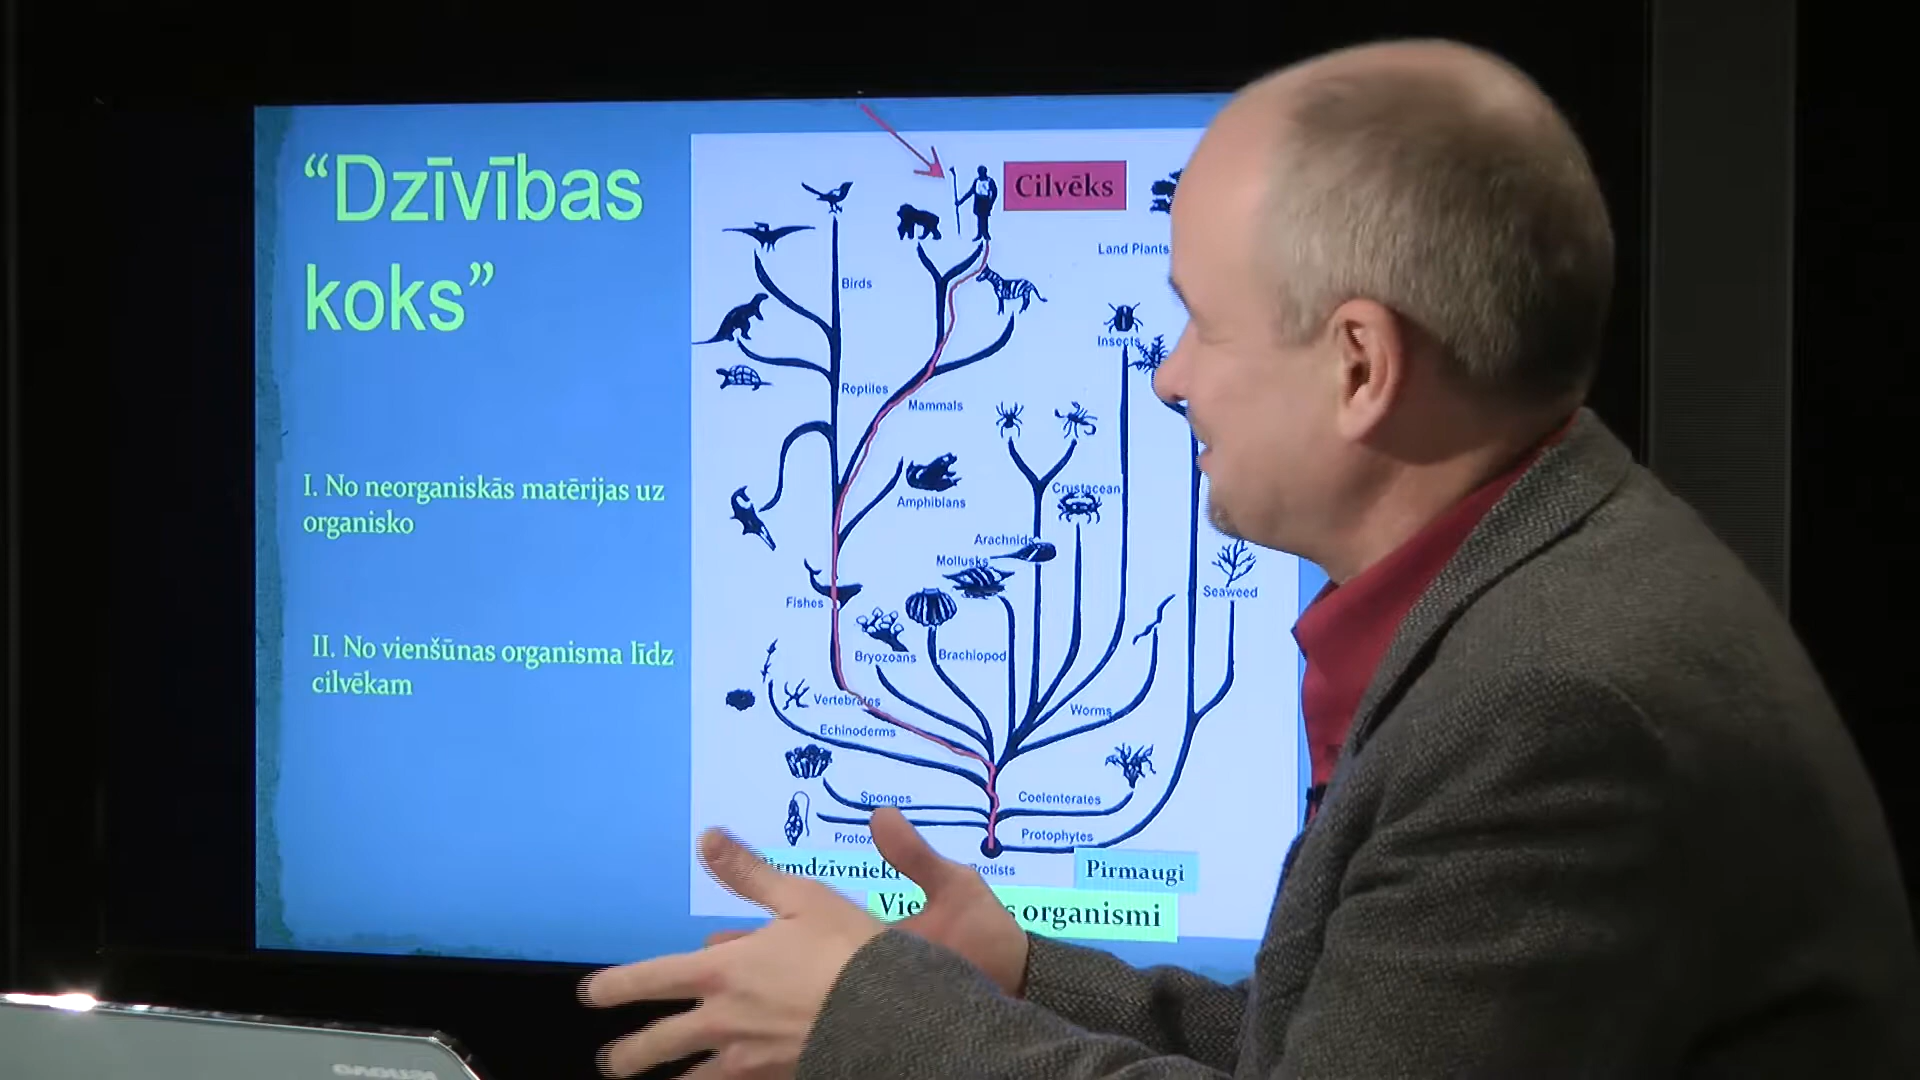 “Dzīvības
koks”
I. No neorganiskās matērijas uz
organisko
II. No vienšūnas organisma līdz
cilvēkam
Cilvēks
Land Plants
Birds
Insects
Reptiles
Mammals
Crustacean
Amphibians
Arachnids
Mollusks
Fishes
Seaweed
Bryozoans
Brachiopod
Vertebrates
Worms
Echinoderms
Sponges
Coelenterates
Protophytes
Pirmaugi
organismi
lenovo